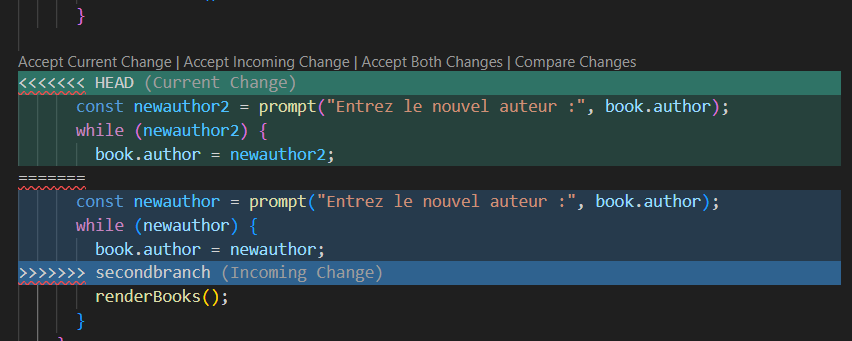 }
Accept Current Change | Accept Incoming Change | Accept Both Changes | Compare Changes
<<<<<<< HEAD (Current Change)
const newauthor2 = prompt("Entrez le nouvel auteur :", book.author);
while (newauthor2) {
book.author = newauthor2;
=======
const newauthor = prompt("Entrez le nouvel auteur :", book.author);
while (newauthor) {
book.author = newauthor;
>>>>>>> secondbranch (Incoming Change)
renderBooks();
}